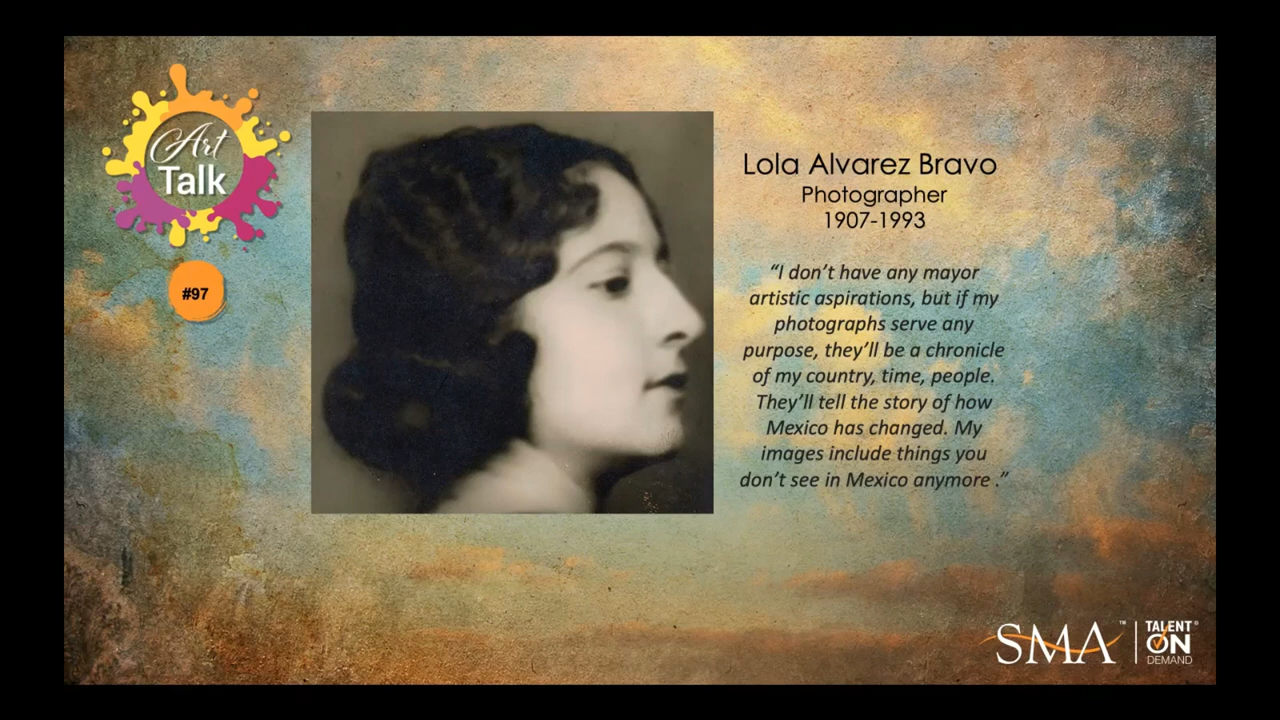 Art
Talk
#97
Lola Alvarez Bravo
Photographer
1907-1993
“I don’t have any mayor
artistic aspirations, but if my
photographs serve any
purpose, they’ll be a chronicle
of my country, time, people.
They’ll tell the story of how
Mexico has changed. My
images include things you
don’t see in Mexico anymore .”
SMA™
TALENT
ON
DEMAND